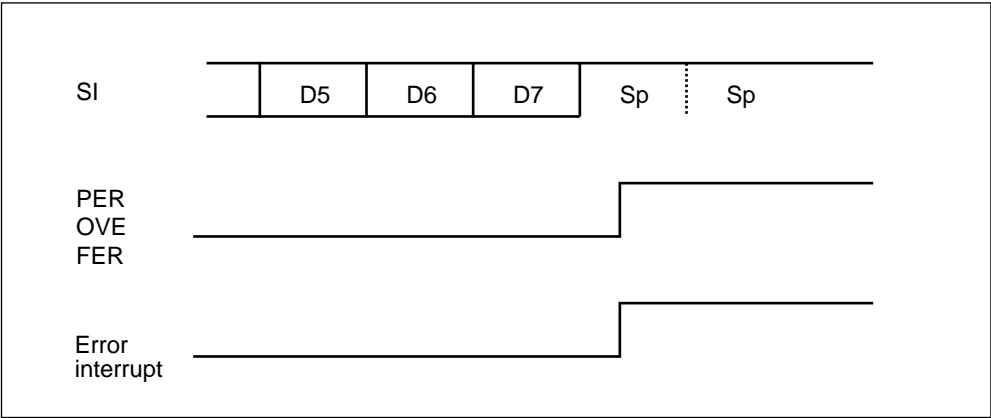 SI D5 D6 D7 Sp Sp
PER
OVE
FER
Error
interrupt